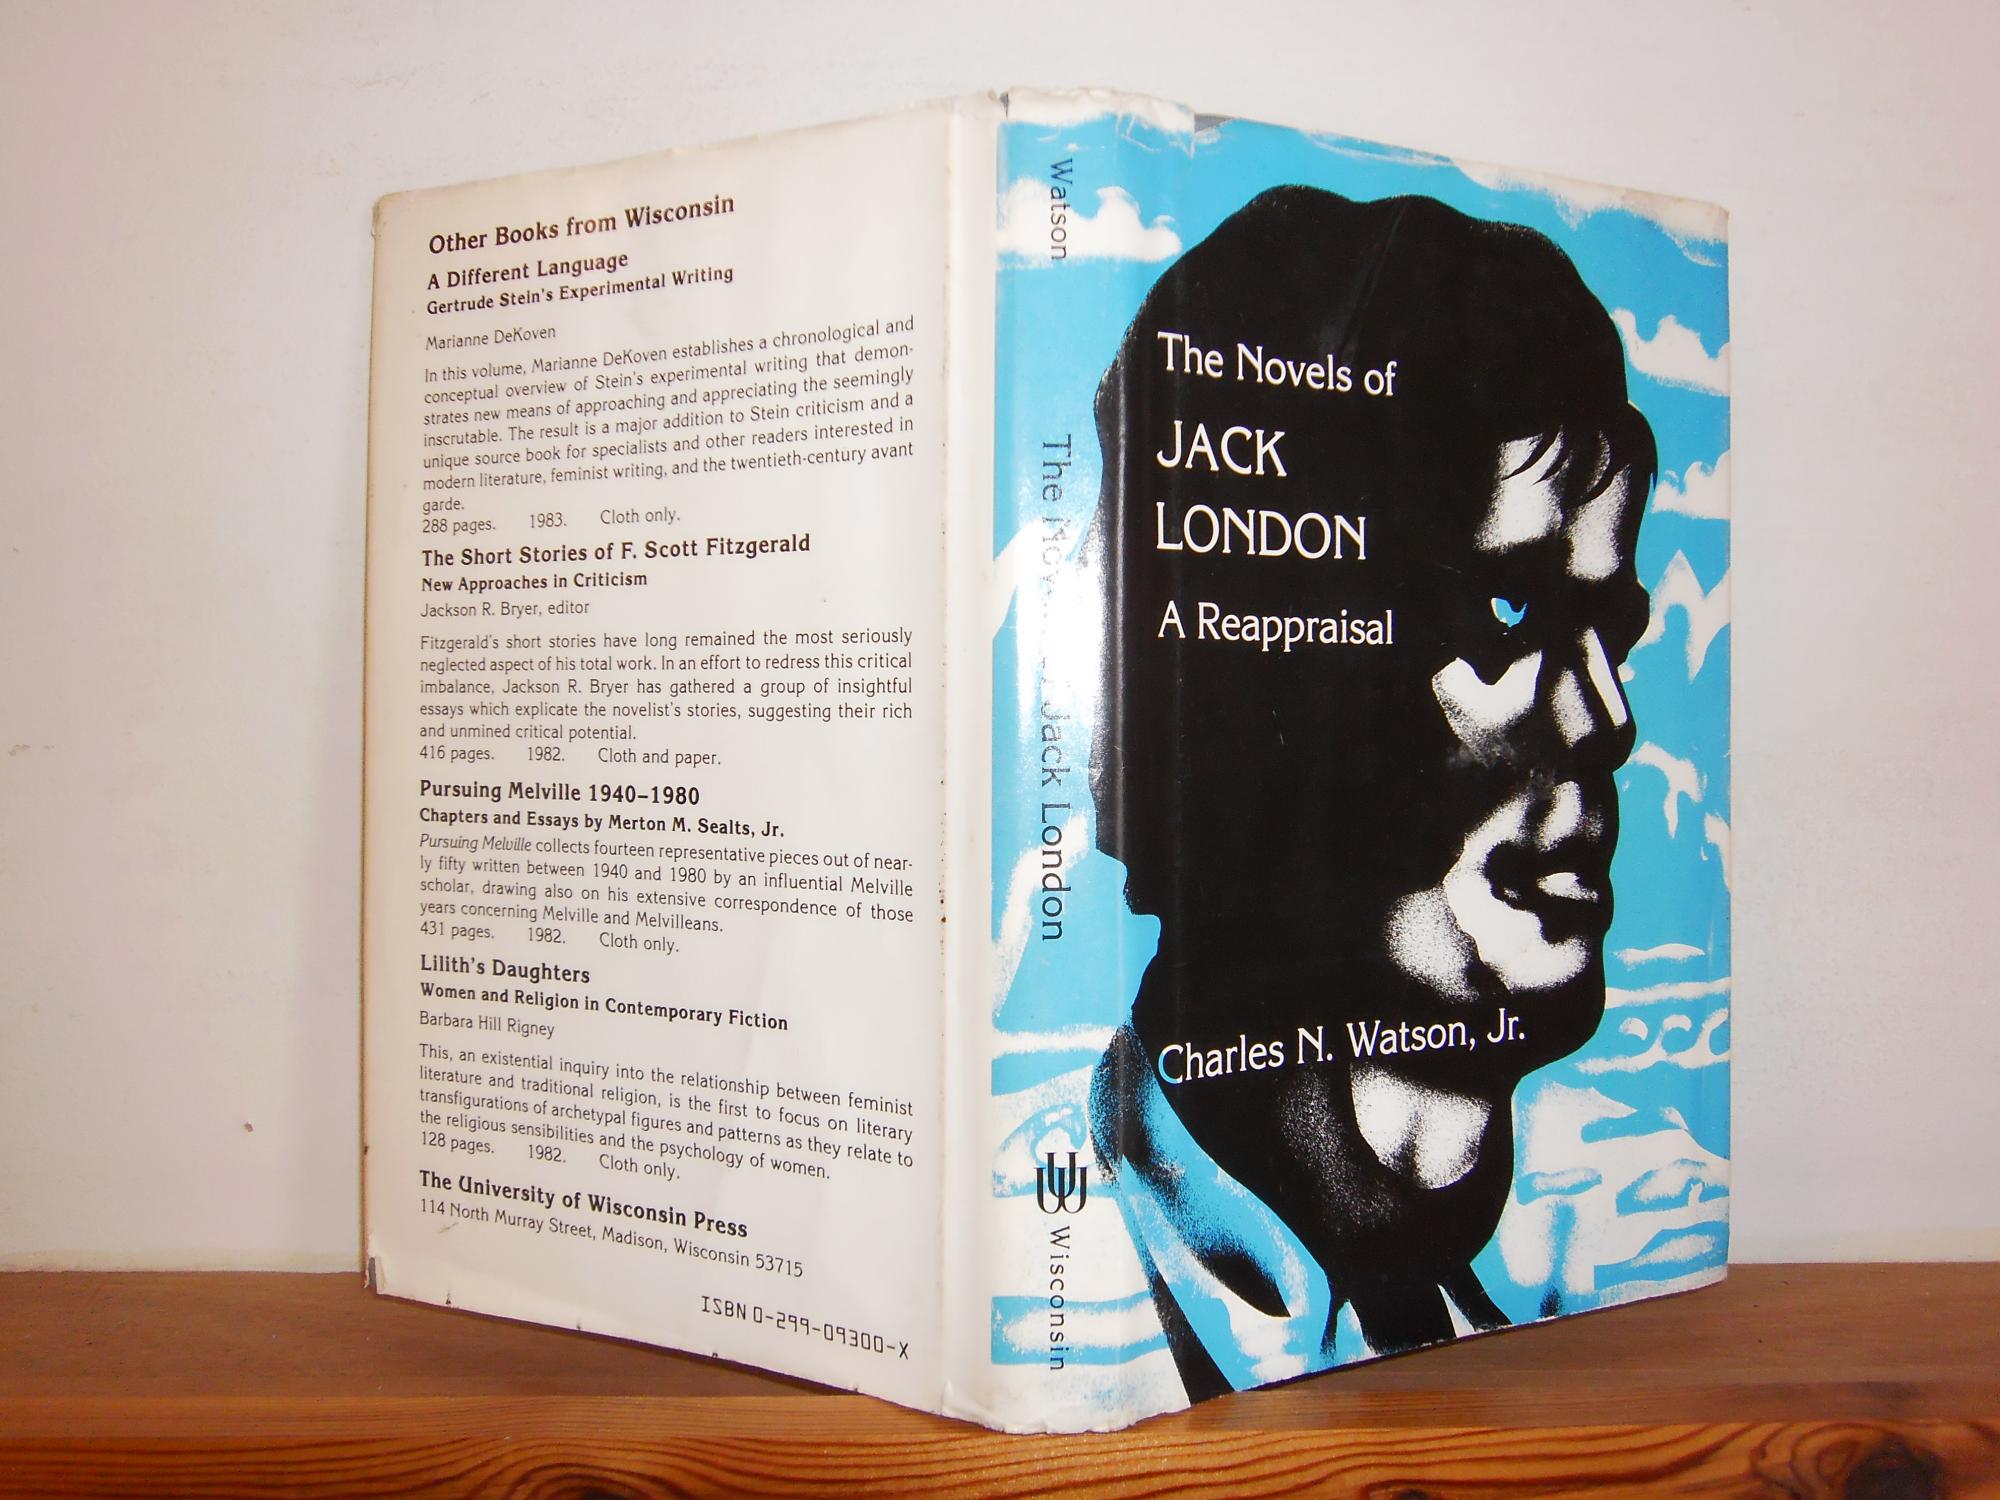 Other Books from Wisconsin
A Different Language
Gertrude Stein's Experimental Writing
Marianne DeKoven
In this volume, Marianne DeKoven establishes a chronological and
conceptual overview of Stein's experimental writing that demon-
strates new means of approaching and appreciating the seemingly
inscrutable. The result is a major addition to Stein criticism and a
unique source book for specialists and other readers interested in
modern literature, feminist writing, and the twentieth-century avant
garde.
288 pages. 1983. Cloth only.
The Short Stories of F. Scott Fitzgerald
New Approaches in Criticism
Jackson R. Bryer, editor
Fitzgerald's short stories have long remained the most seriously
neglected aspect of his total work. In an effort to redress this critical
imbalance, Jackson R. Bryer has gathered a group of insightful
essays which explicate the novelist's stories, suggesting their rich
and unmined critical potential.
416 pages. 1982. Cloth and paper.
Pursuing Melville 1940–1980
Chapters and Essays by Merton M. Sealts, Jr.
Pursuing Melville collects fourteen representative pieces out of near-
ly fifty written between 1940 and 1980 by an influential Melville
scholar, drawing also on his extensive correspondence of those
years concerning Melville and Melvilleans.
431 pages. 1982. Cloth only.
Lilith's Daughters
Women and Religion in Contemporary Fiction
Barbara Hill Rigney
This, an existential inquiry into the relationship between feminist
literature and traditional religion, is the first to focus on literary
transfigurations of archetypal figures and patterns as they relate to
the religious sensibilities and the psychology of women.
128 pages. 1982. Cloth only.
The University of Wisconsin Press
114 North Murray Street, Madison, Wisconsin 53715
ISBN 0-299-09300-X
Watson
The Novels of Jack London
Wisconsin
The Novels of
JACK
LONDON
A Reappraisal
Charles N. Watson, Jr.